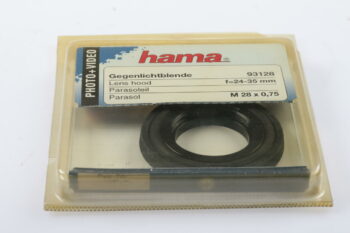 PHOTO+VIDEO
hama
Gegenlichtblende 93128
Lens hood f=24-35 mm
Parasoleil
Parasol M 28 x 0,75